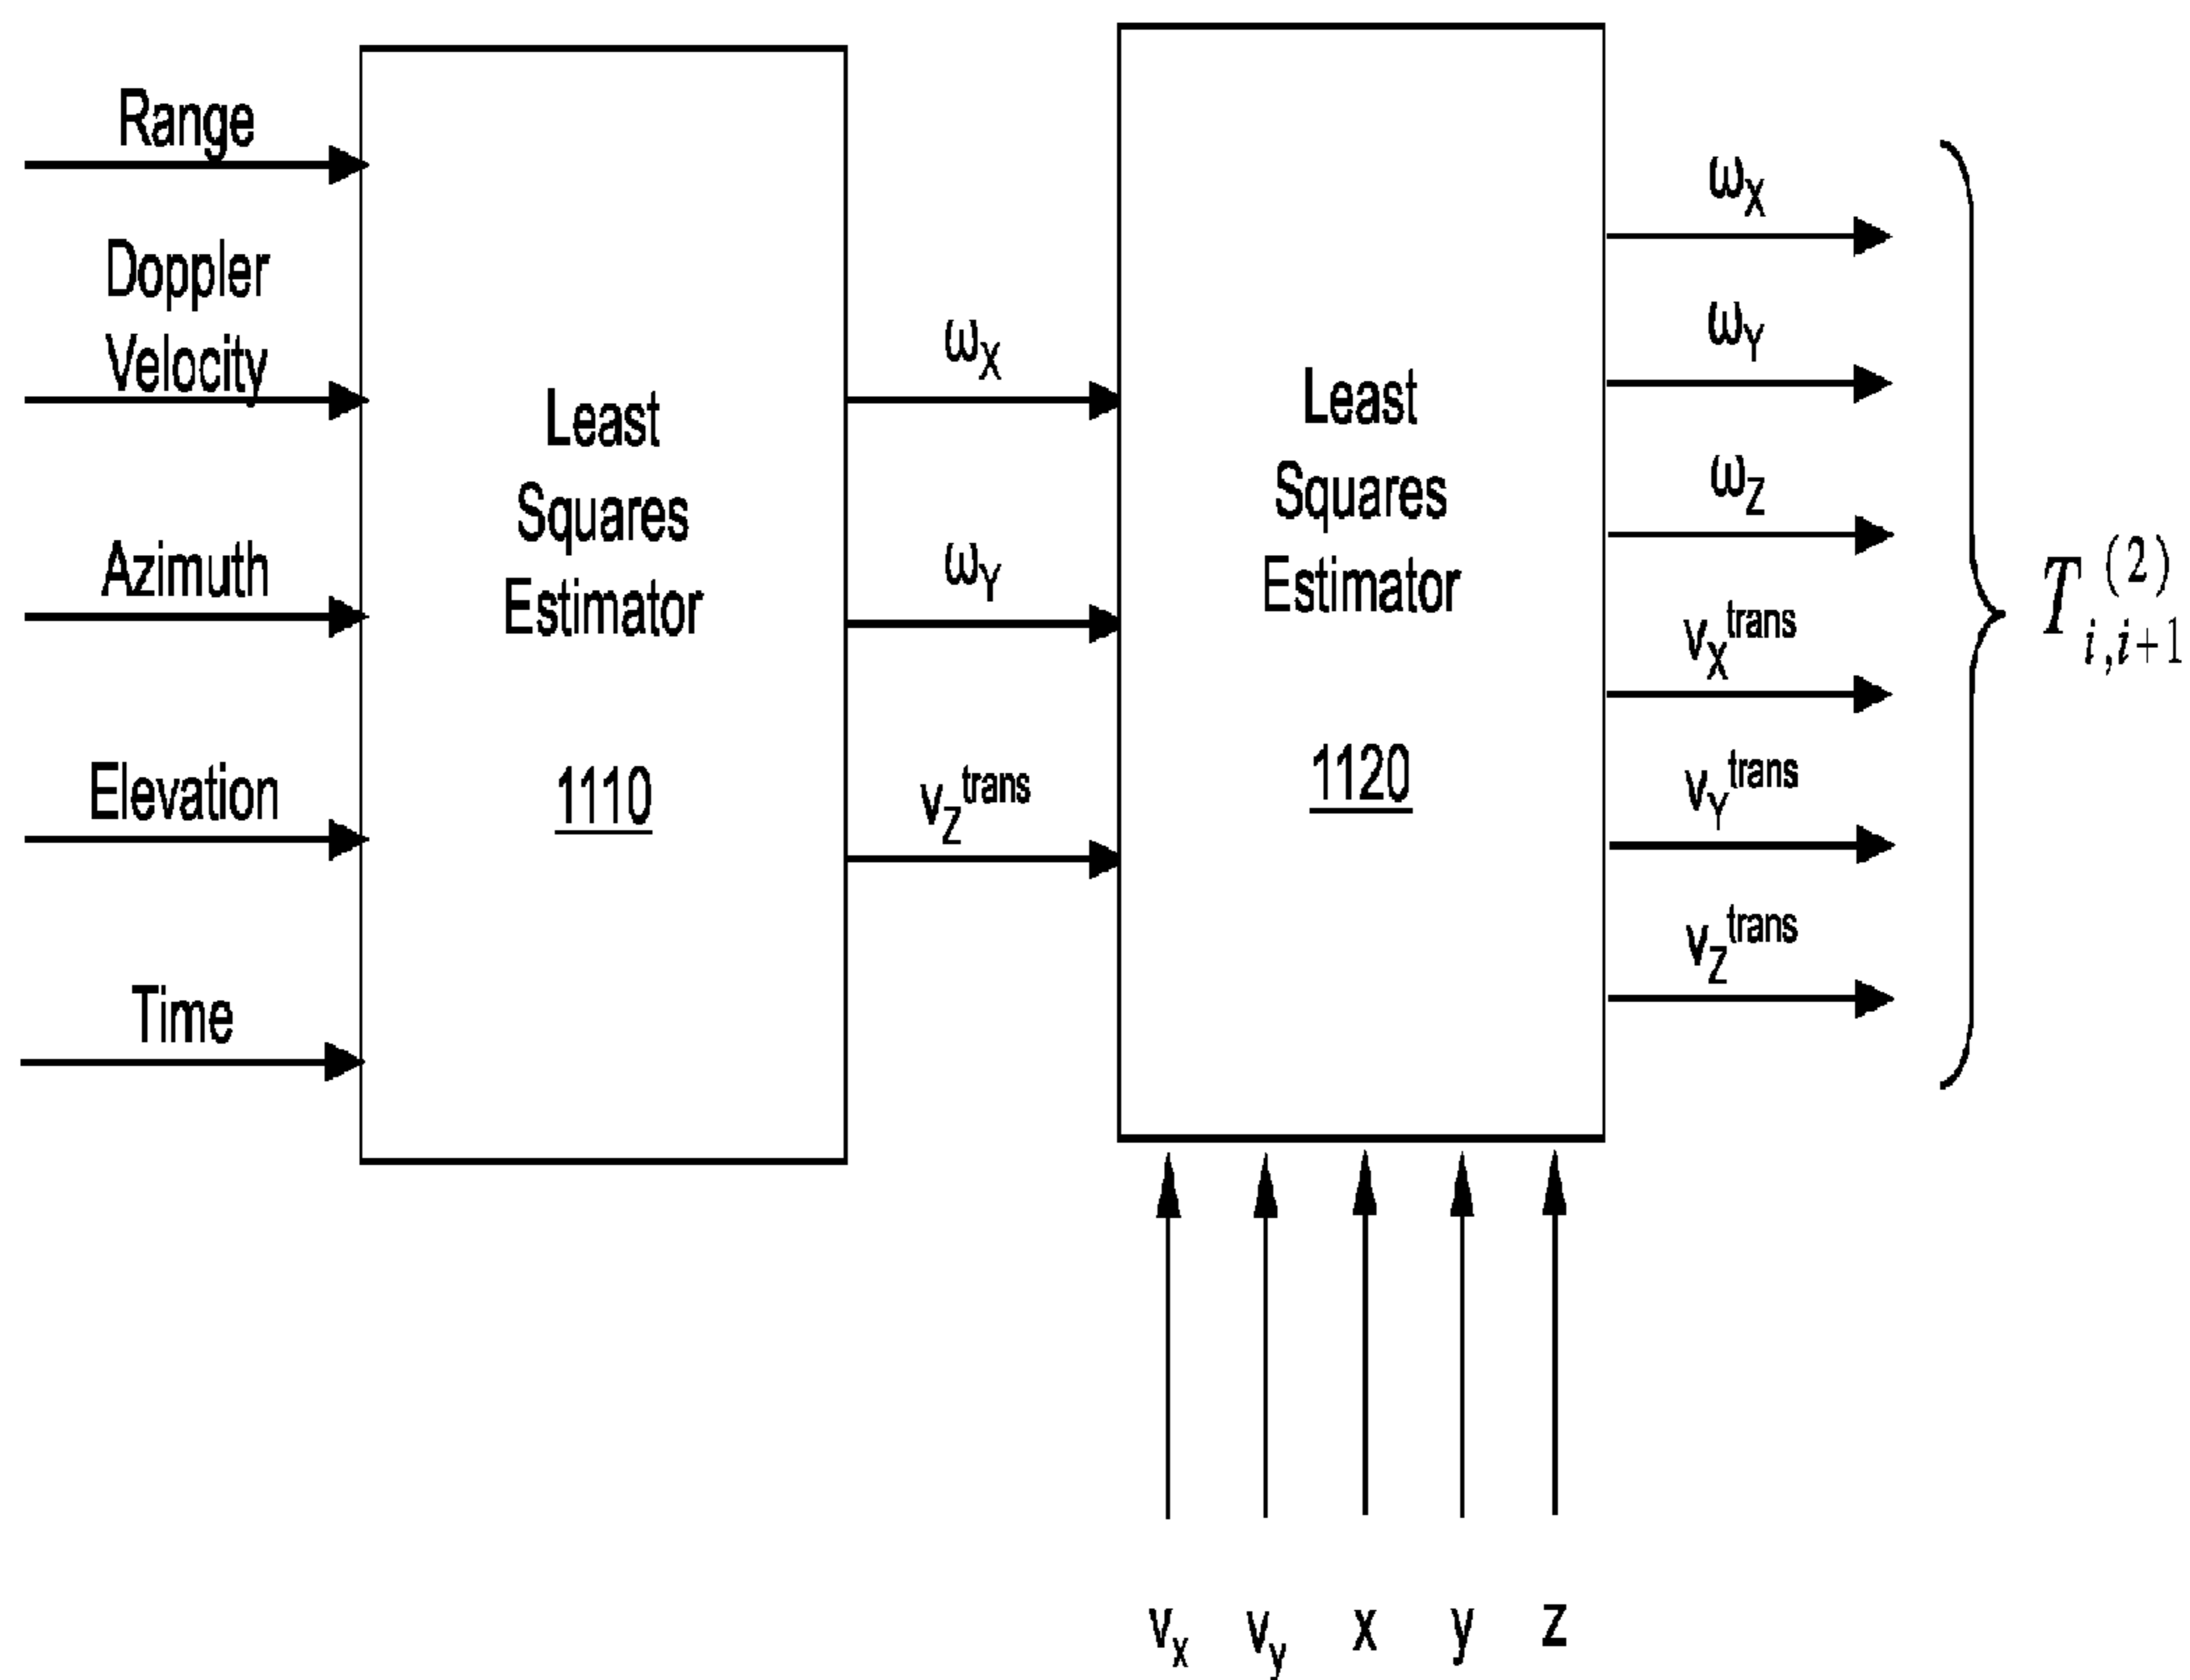 Range
Doppler
Velocity
Azimuth
Elevation
Time
Least
Squares
Estimator
1110
ωX
ωY
vZtrans
Least
Squares
Estimator
1120
ωX
ωY
ωZ
vXtrans
vYtrans
vZtrans
T(2)i,i+1
vx vy x y z